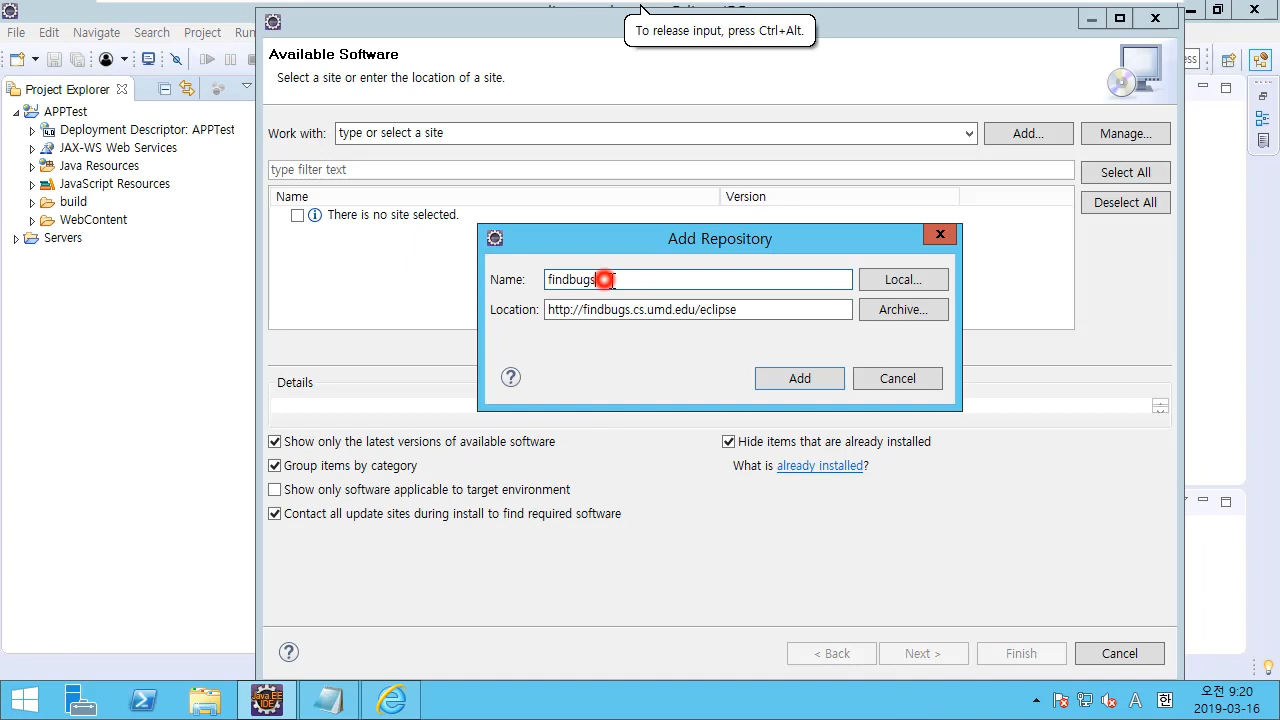 To release input, press Ctrl+Alt.
File Edit Navigate Search Project Run
Available Software
Select a site or enter the location of a site.
Project Explorer
APPTest
Deployment Descriptor: APPTest
JAX-WS Web Services
Java Resources
JavaScript Resources
build
WebContent
Servers
Work with: type or select a site Add... Manage...
type filter text Select All
Name Version Deselect All
There is no site selected.
Add Repository
Name: findbugs Local...
Location: http://findbugs.cs.umd.edu/eclipse Archive...
Add Cancel
Details
Show only the latest versions of available software Hide items that are already installed
Group items by category What is already installed?
Show only software applicable to target environment
Contact all update sites during install to find required software
< Back Next > Finish Cancel
Java EE
IDE
A 한 오전 9:20
2019-03-16